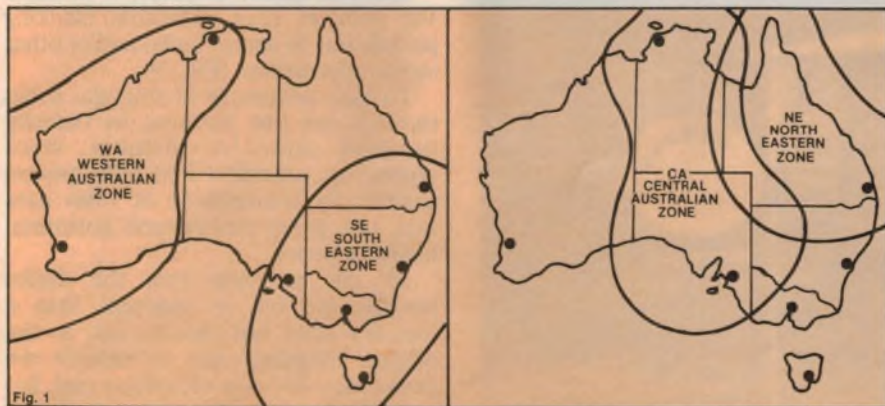 WA
WESTERN
AUSTRALIAN
ZONE
SE
SOUTH
EASTERN
ZONE
Fig. 1
CA
CENTRAL
AUSTRALIAN
ZONE
NE
NORTH
EASTERN
ZONE